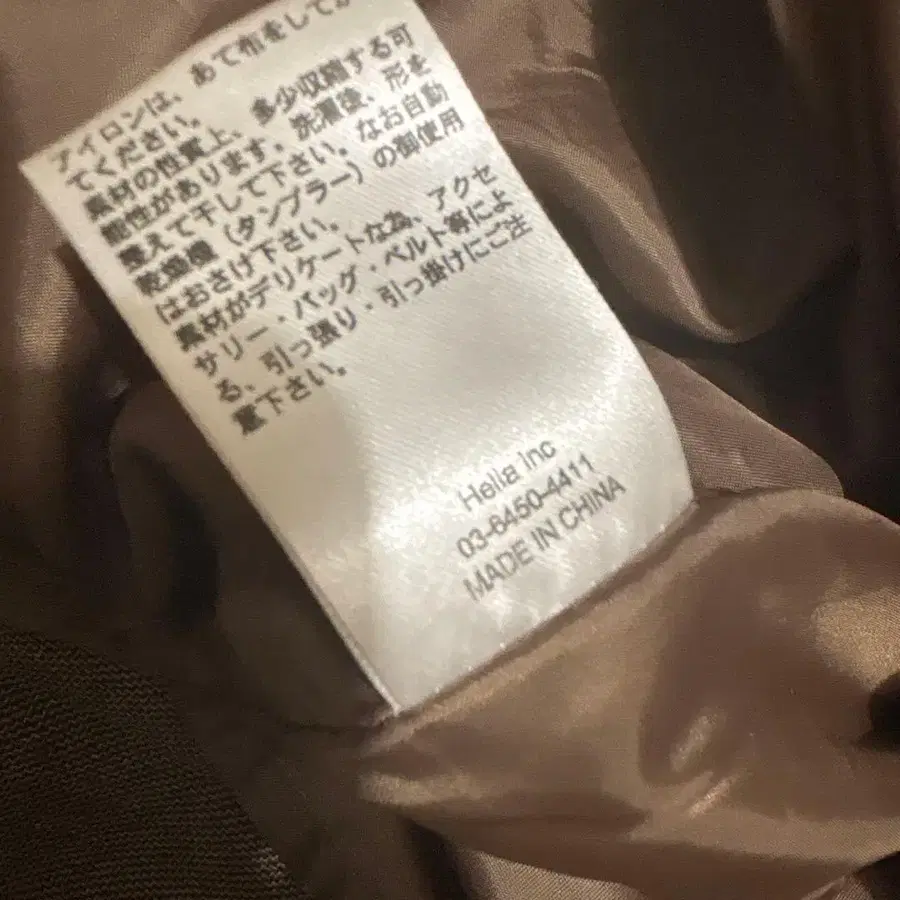 アイロンは、あて布をしてか
てください。
素材の性質上、多少収縮する可
能性があります。洗濯後、形を
整えて干して下さい。なお自動
乾燥機（タンブラー）の御使用
はおさけ下さい。
素材がデリケートな為、アクセ
サリー・バッグ・ベルト等によ
る、引っ張り・引っ掛けにご注
意下さい。
Helia inc
03-6450-4411
MADE IN CHINA